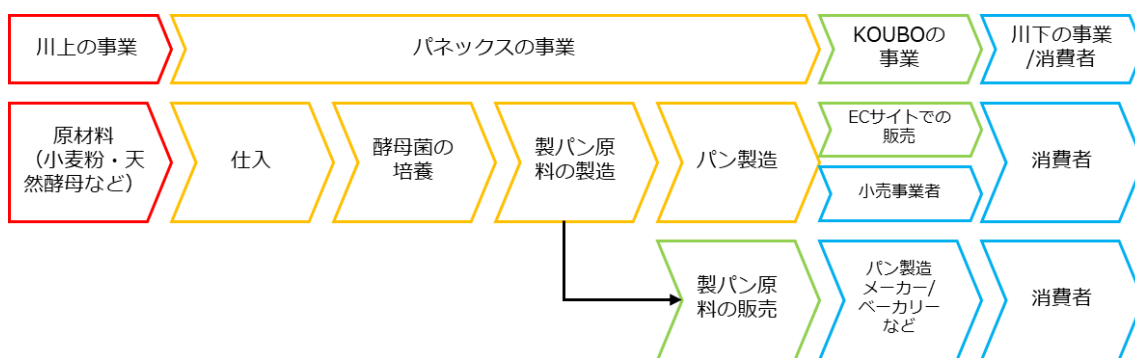 川上の事業
パネックスの事業
KOUBOの
事業
川下の事業
/消費者
原材料
（小麦粉・天
然酵母など）
仕入
酵母菌の
培養
製パン原
料の製造
パン製造
ECサイトでの
販売
小売事業者
消費者
製パン原
料の販売
パン製造
メーカー/
ベーカリー
など
消費者